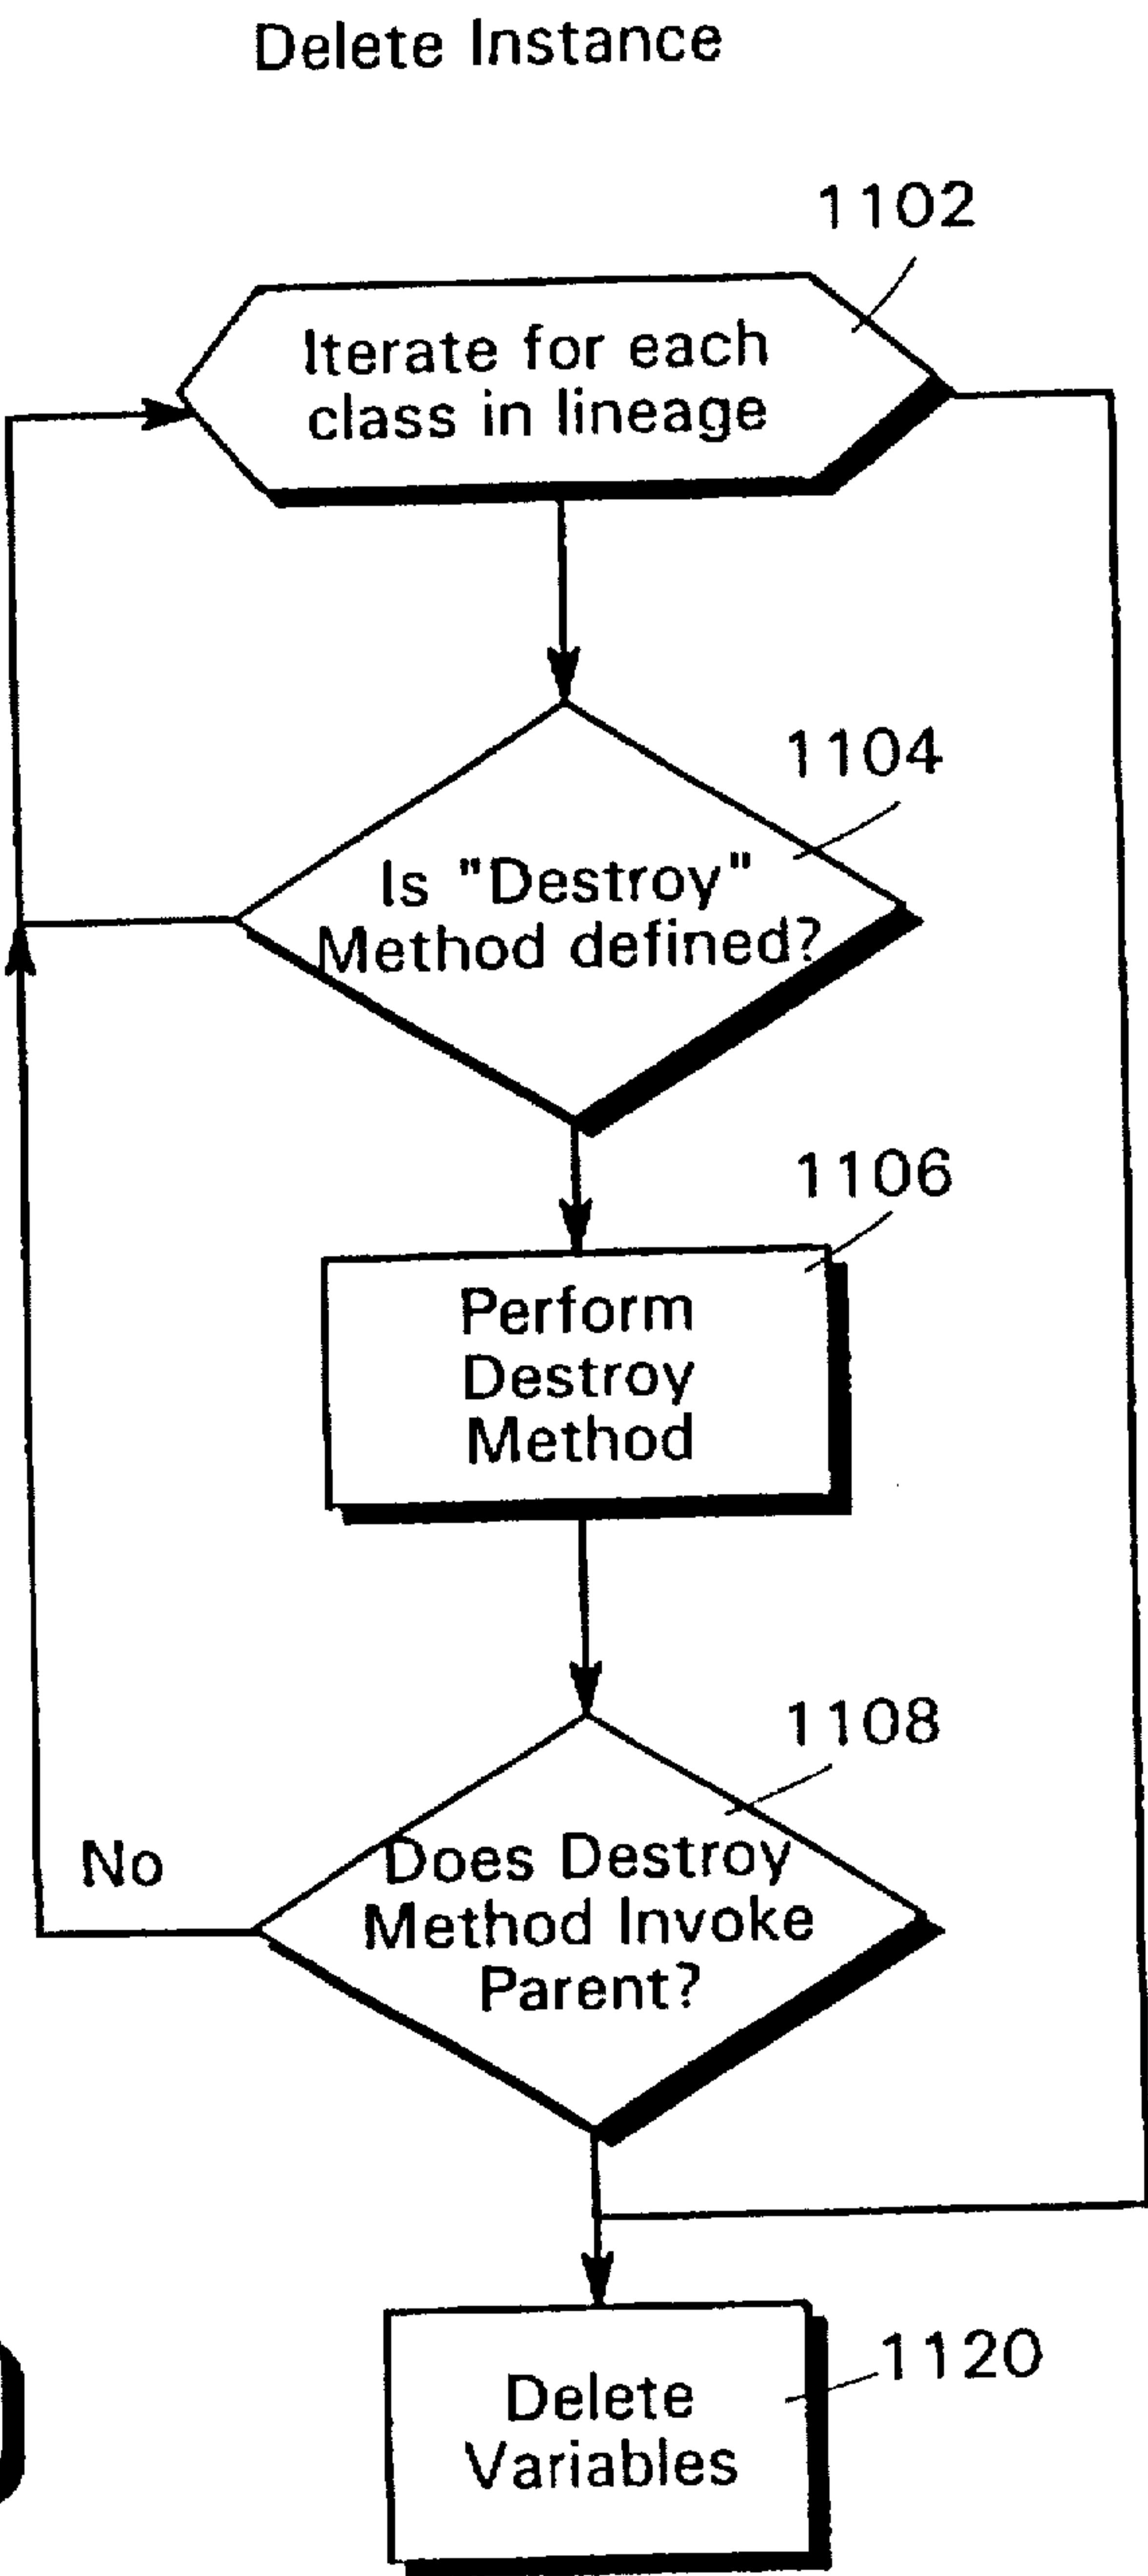 Delete Instance
1102
Iterate for each
class in lineage
1104
Is "Destroy"
Method defined?
1106
Perform
Destroy
Method
1108
No
Does Destroy
Method Invoke
Parent?
1120
Delete
Variables